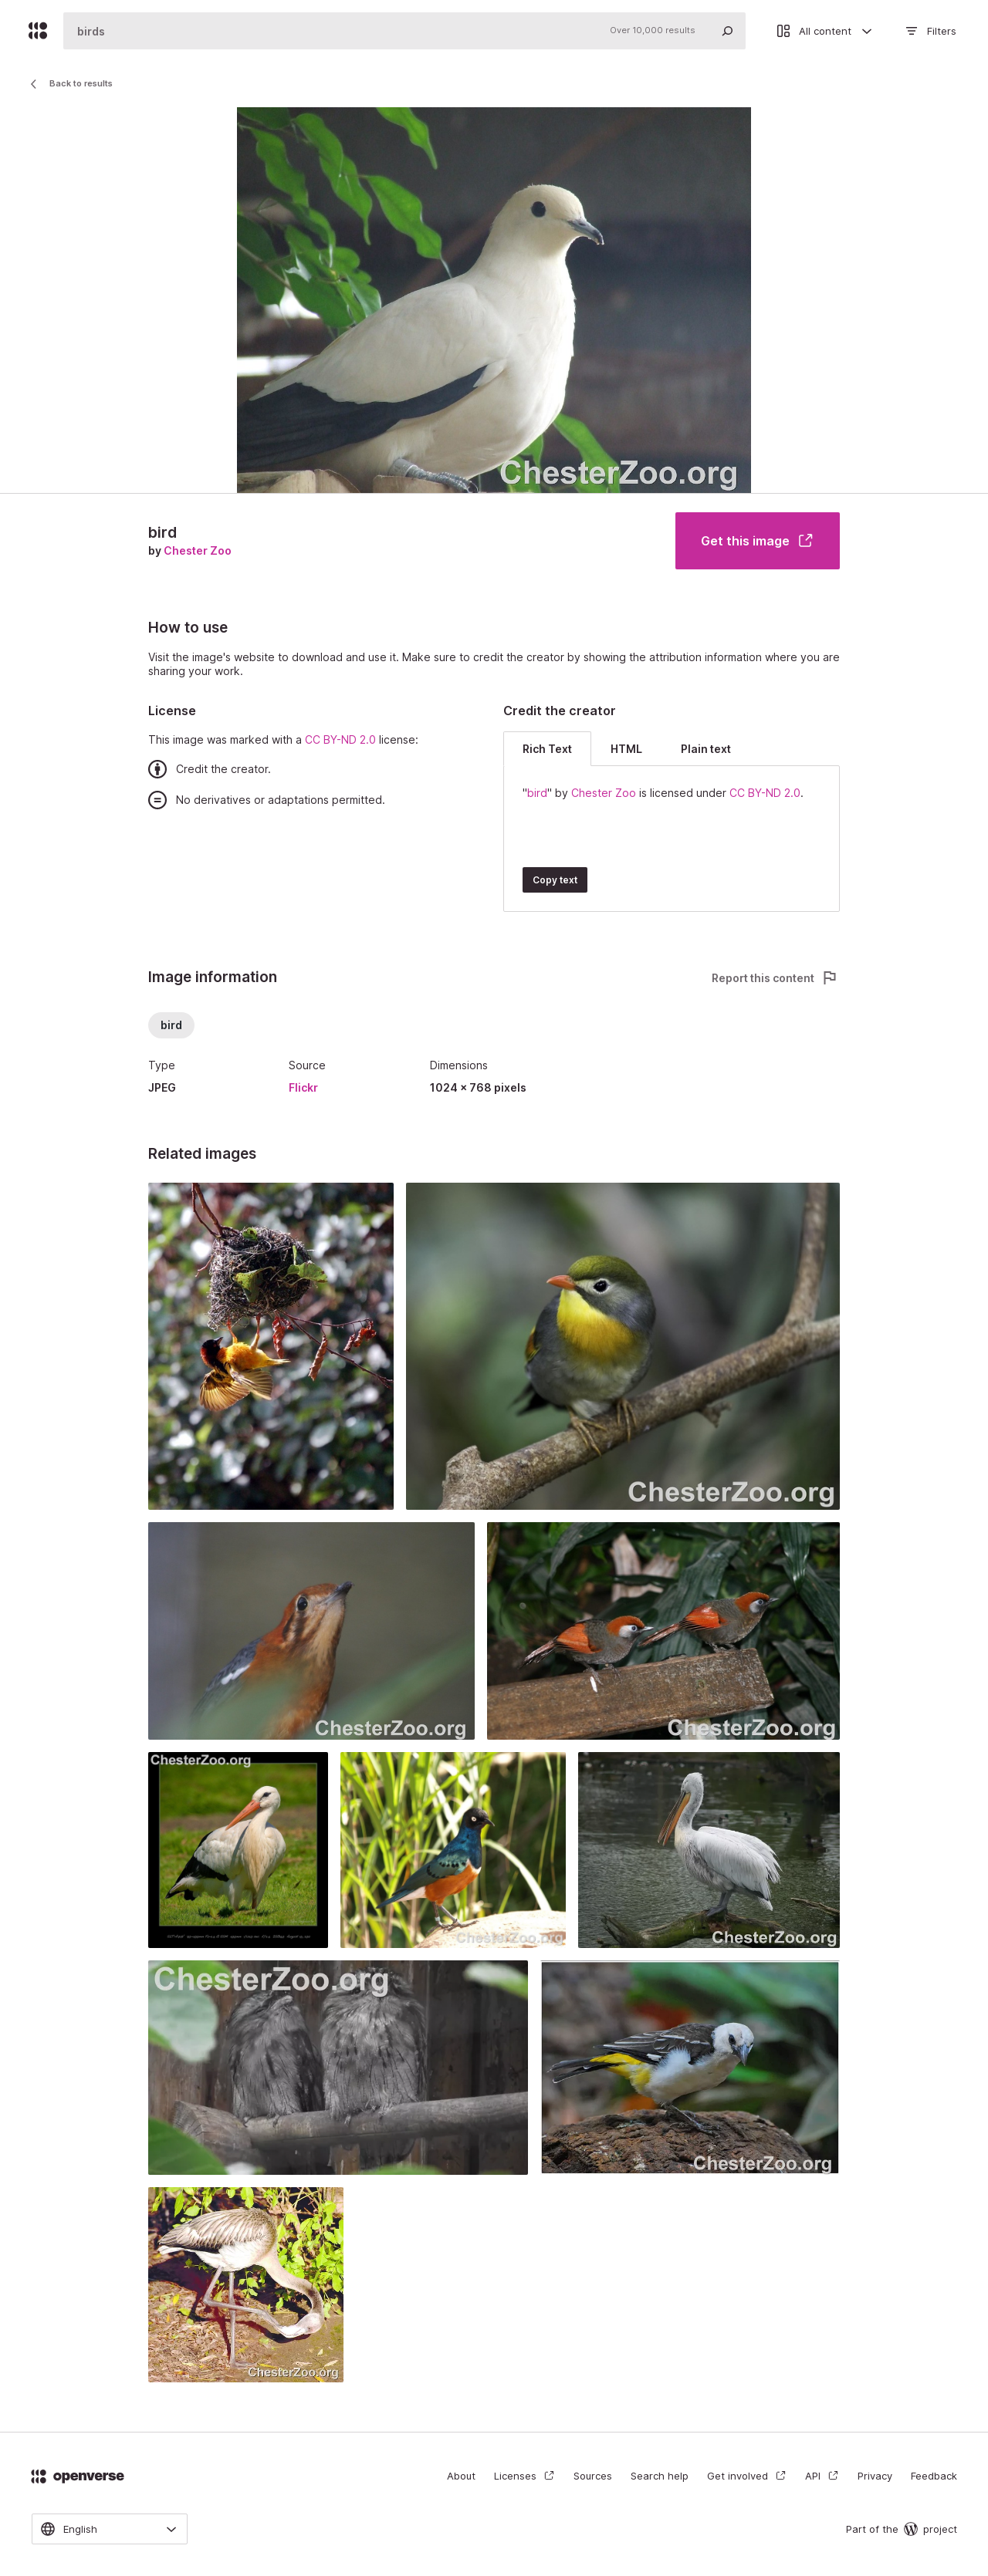 birds
Over 10,000 results
All content
Filters
Back to results
ChesterZoo.org
bird
by Chester Zoo
Get this image
How to use
Visit the image's website to download and use it. Make sure to credit the creator by showing the attribution information where you are
sharing your work.
License
This image was marked with a CC BY-ND 2.0 license:
Credit the creator.
No derivatives or adaptations permitted.
Credit the creator
Rich Text
HTML
Plain text
"bird" by Chester Zoo is licensed under CC BY-ND 2.0.
Copy text
Image information
Report this content
bird
Type
JPEG
Source
Flickr
Dimensions
1024 × 768 pixels
Related images
ChesterZoo.org
ChesterZoo.org
ChesterZoo.org
ChesterZoo.org
ChesterZoo.org
ChesterZoo.org
ChesterZoo.org
ChesterZoo.org
ChesterZoo.org
openverse
About
Licenses
Sources
Search help
Get involved
API
Privacy
Feedback
English
Part of the
project